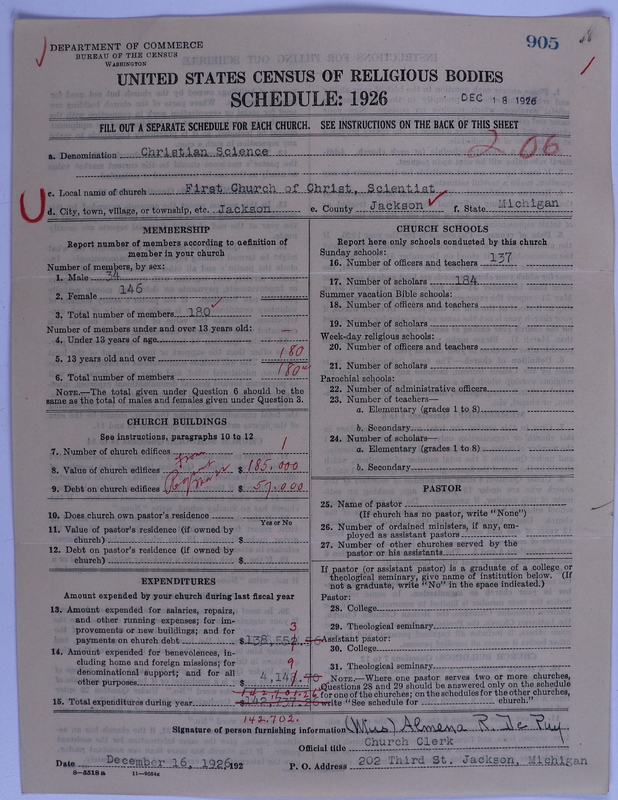 905
DEPARTMENT OF COMMERCE
BUREAU OF THE CENSUS
WASHINGTON
UNITED STATES CENSUS OF RELIGIOUS BODIES
SCHEDULE: 1926
DEC 18 1926
FILL OUT A SEPARATE SCHEDULE FOR EACH CHURCH. SEE INSTRUCTIONS ON THE BACK OF THIS SHEET
206
a. Denomination Christian Science
c. Local name of church First Church of Christ, Scientist
d. City, town, village, or township, etc. Jackson e. County Jackson f. State Michigan
MEMBERSHIP
Report number of members according to definition of
member in your church
Number of members, by sex:
1. Male 34
2. Female 146
3. Total number of members 180
Number of members under and over 13 years old:
4. Under 13 years of age —
5. 13 years old and over 180
6. Total number of members 180
NOTE.—The total given under Question 6 should be the
same as the total of males and females given under Question 3.
CHURCH BUILDINGS
See instructions, paragraphs 10 to 12
7. Number of church edifices 1
from
8. Value of church edifices $ 185,000
9. Debt on church edifices $ 57,000
10. Does church own pastor's residence
Yes or No
11. Value of pastor's residence (if owned by
church) $
12. Debt on pastor's residence (if owned by
church) $
EXPENDITURES
Amount expended by your church during last fiscal year
13. Amount expended for salaries, repairs,
and other running expenses; for im-
provements or new buildings; and for 3
payments on church debt $138,552.56
14. Amount expended for benevolences, in-
cluding home and foreign missions; for 9
denominational support; and for all
other purposes 4,148.70
142,701.26
15. Total expenditures during year $
142,702.
CHURCH SCHOOLS
Report here only schools conducted by this church
Sunday schools:
16. Number of officers and teachers 137
17. Number of scholars 184
Summer vacation Bible schools:
18. Number of officers and teachers
19. Number of scholars
Week-day religious schools:
20. Number of officers and teachers
21. Number of scholars
Parochial schools:
22. Number of administrative officers
23. Number of teachers—
a. Elementary (grades 1 to 8)
b. Secondary
24. Number of scholars—
a. Elementary (grades 1 to 8)
b. Secondary
PASTOR
25. Name of pastor
(If church has no pastor, write "None")
26. Number of ordained ministers, if any, em-
ployed as assistant pastors
27. Number of other churches served by the
pastor or his assistants
If pastor (or assistant pastor) is a graduate of a college or
theological seminary, give name of institution below. (If
not a graduate, write "No" in the space indicated.)
Pastor:
28. College
29. Theological seminary
Assistant pastor:
30. College
31. Theological seminary
NOTE.—Where one pastor serves two or more churches,
Questions 28 and 29 should be answered only on the schedule
for one of the churches; on the schedules for the other churches,
write "See schedule for church."
Signature of person furnishing information (Mrs) Almena R. De Puy
Official title Church Clerk
Date December 16, 1926 192 P. O. Address 202 Third St. Jackson, Michigan
8—5518 a 11—9554a